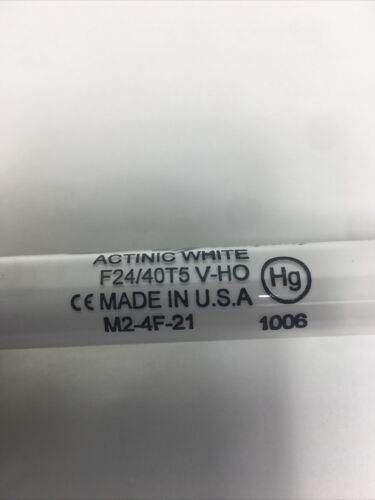 ACTINIC WHITE
F24/40T5 V-HO
Hg
CE MADE IN U.S.A
M2-4F-21 1006